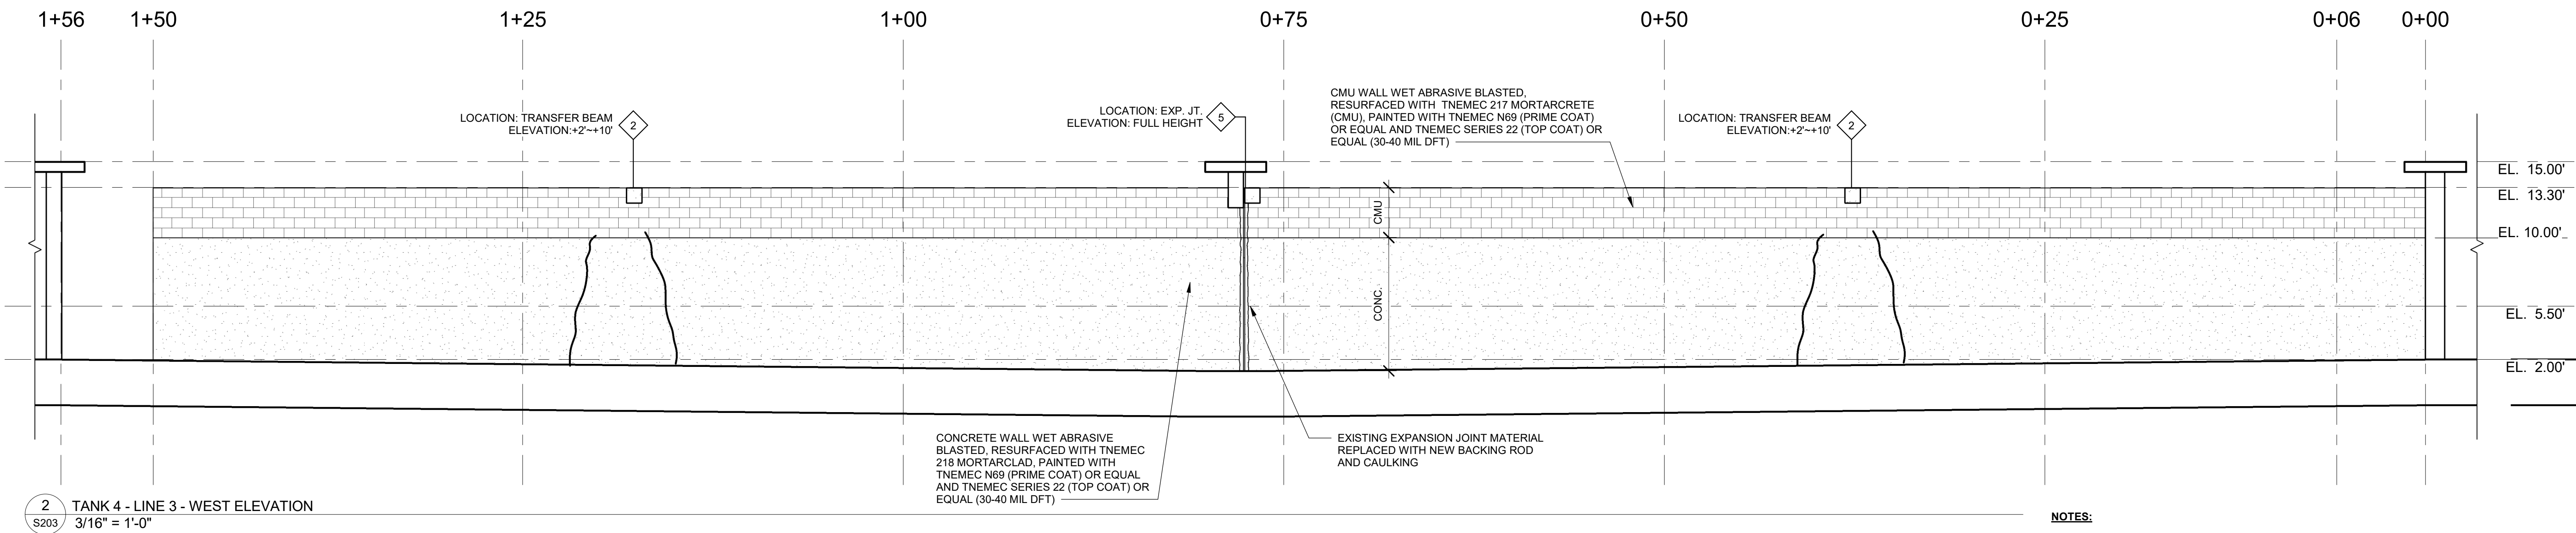 1+56 1+50 1+25 1+00 0+75 0+50 0+25 0+06 0+00
LOCATION: TRANSFER BEAM
ELEVATION:+2'~+10'
2
LOCATION: EXP. JT.
ELEVATION: FULL HEIGHT
5
CMU WALL WET ABRASIVE BLASTED,
RESURFACED WITH TNEMEC 217 MORTARCRETE
(CMU), PAINTED WITH TNEMEC N69 (PRIME COAT)
OR EQUAL AND TNEMEC SERIES 22 (TOP COAT) OR
EQUAL (30-40 MIL DFT)
LOCATION: TRANSFER BEAM
ELEVATION:+2'~+10'
2
EL. 15.00'
EL. 13.30'
CMU
EL. 10.00'
CONC.
EL. 5.50'
EL. 2.00'
CONCRETE WALL WET ABRASIVE
BLASTED, RESURFACED WITH TNEMEC
218 MORTARCLAD, PAINTED WITH
TNEMEC N69 (PRIME COAT) OR EQUAL
AND TNEMEC SERIES 22 (TOP COAT) OR
EQUAL (30-40 MIL DFT)
EXISTING EXPANSION JOINT MATERIAL
REPLACED WITH NEW BACKING ROD
AND CAULKING
2
S203
TANK 4 - LINE 3 - WEST ELEVATION
3/16" = 1'-0"
NOTES: